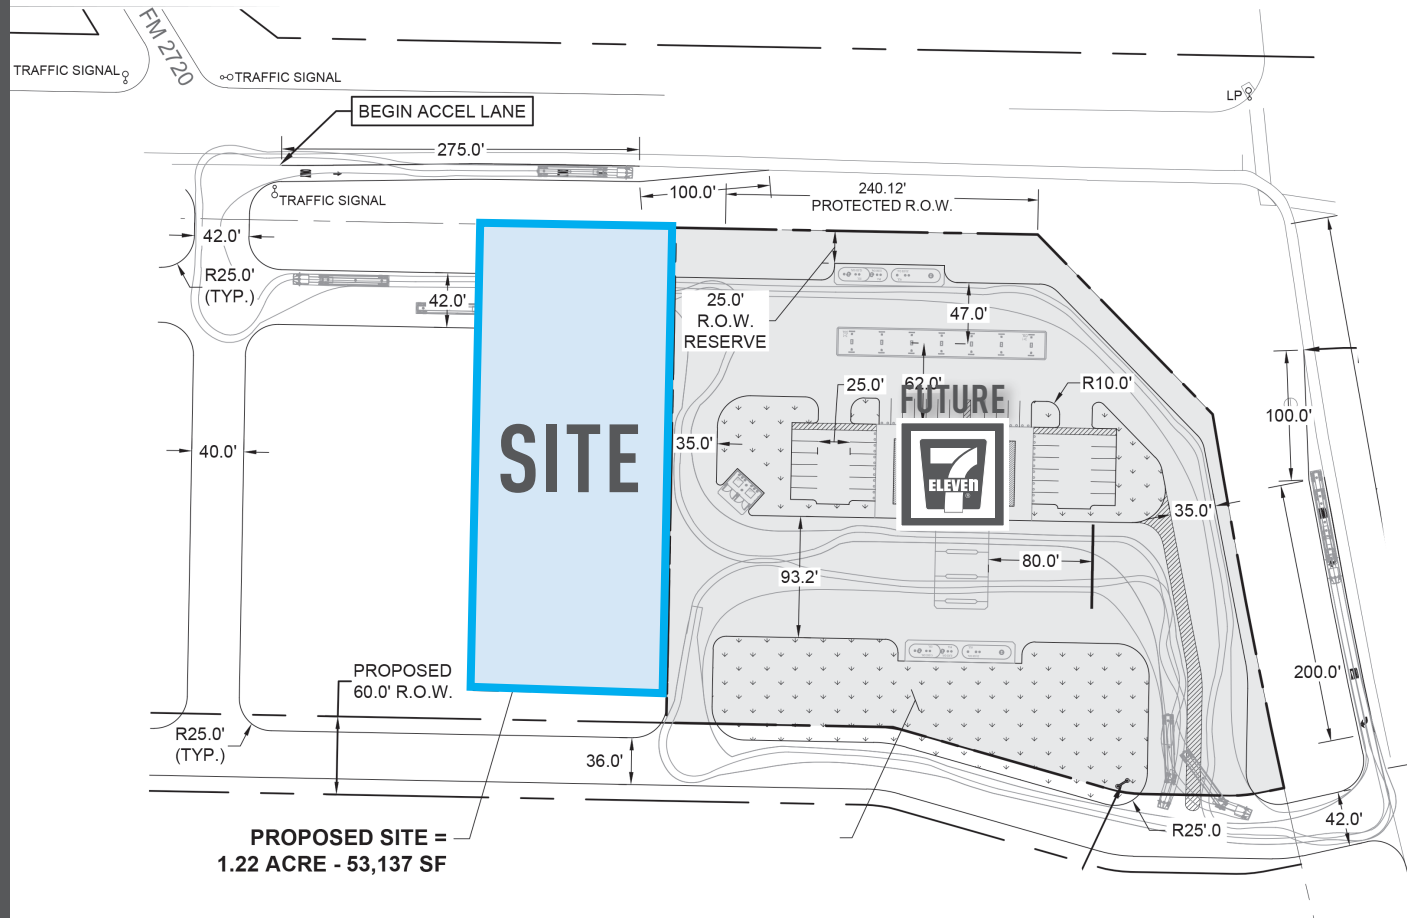 FM 2720
TRAFFIC SIGNAL
TRAFFIC SIGNAL
LP
BEGIN ACCEL LANE
275.0'
TRAFFIC SIGNAL
100.0'
240.12'
PROTECTED R.O.W.
42.0'
R25.0'
(TYP.)
42.0'
25.0'
R.O.W.
RESERVE
47.0'
25.0'
62.0'
R10.0'
FUTURE
100.0'
40.0'
SITE
35.0'
7
ELEVEn
35.0'
93.2'
80.0'
PROPOSED
60.0' R.O.W.
200.0'
R25.0'
(TYP.)
36.0'
R25'.0
42.0'
PROPOSED SITE =
1.22 ACRE - 53,137 SF